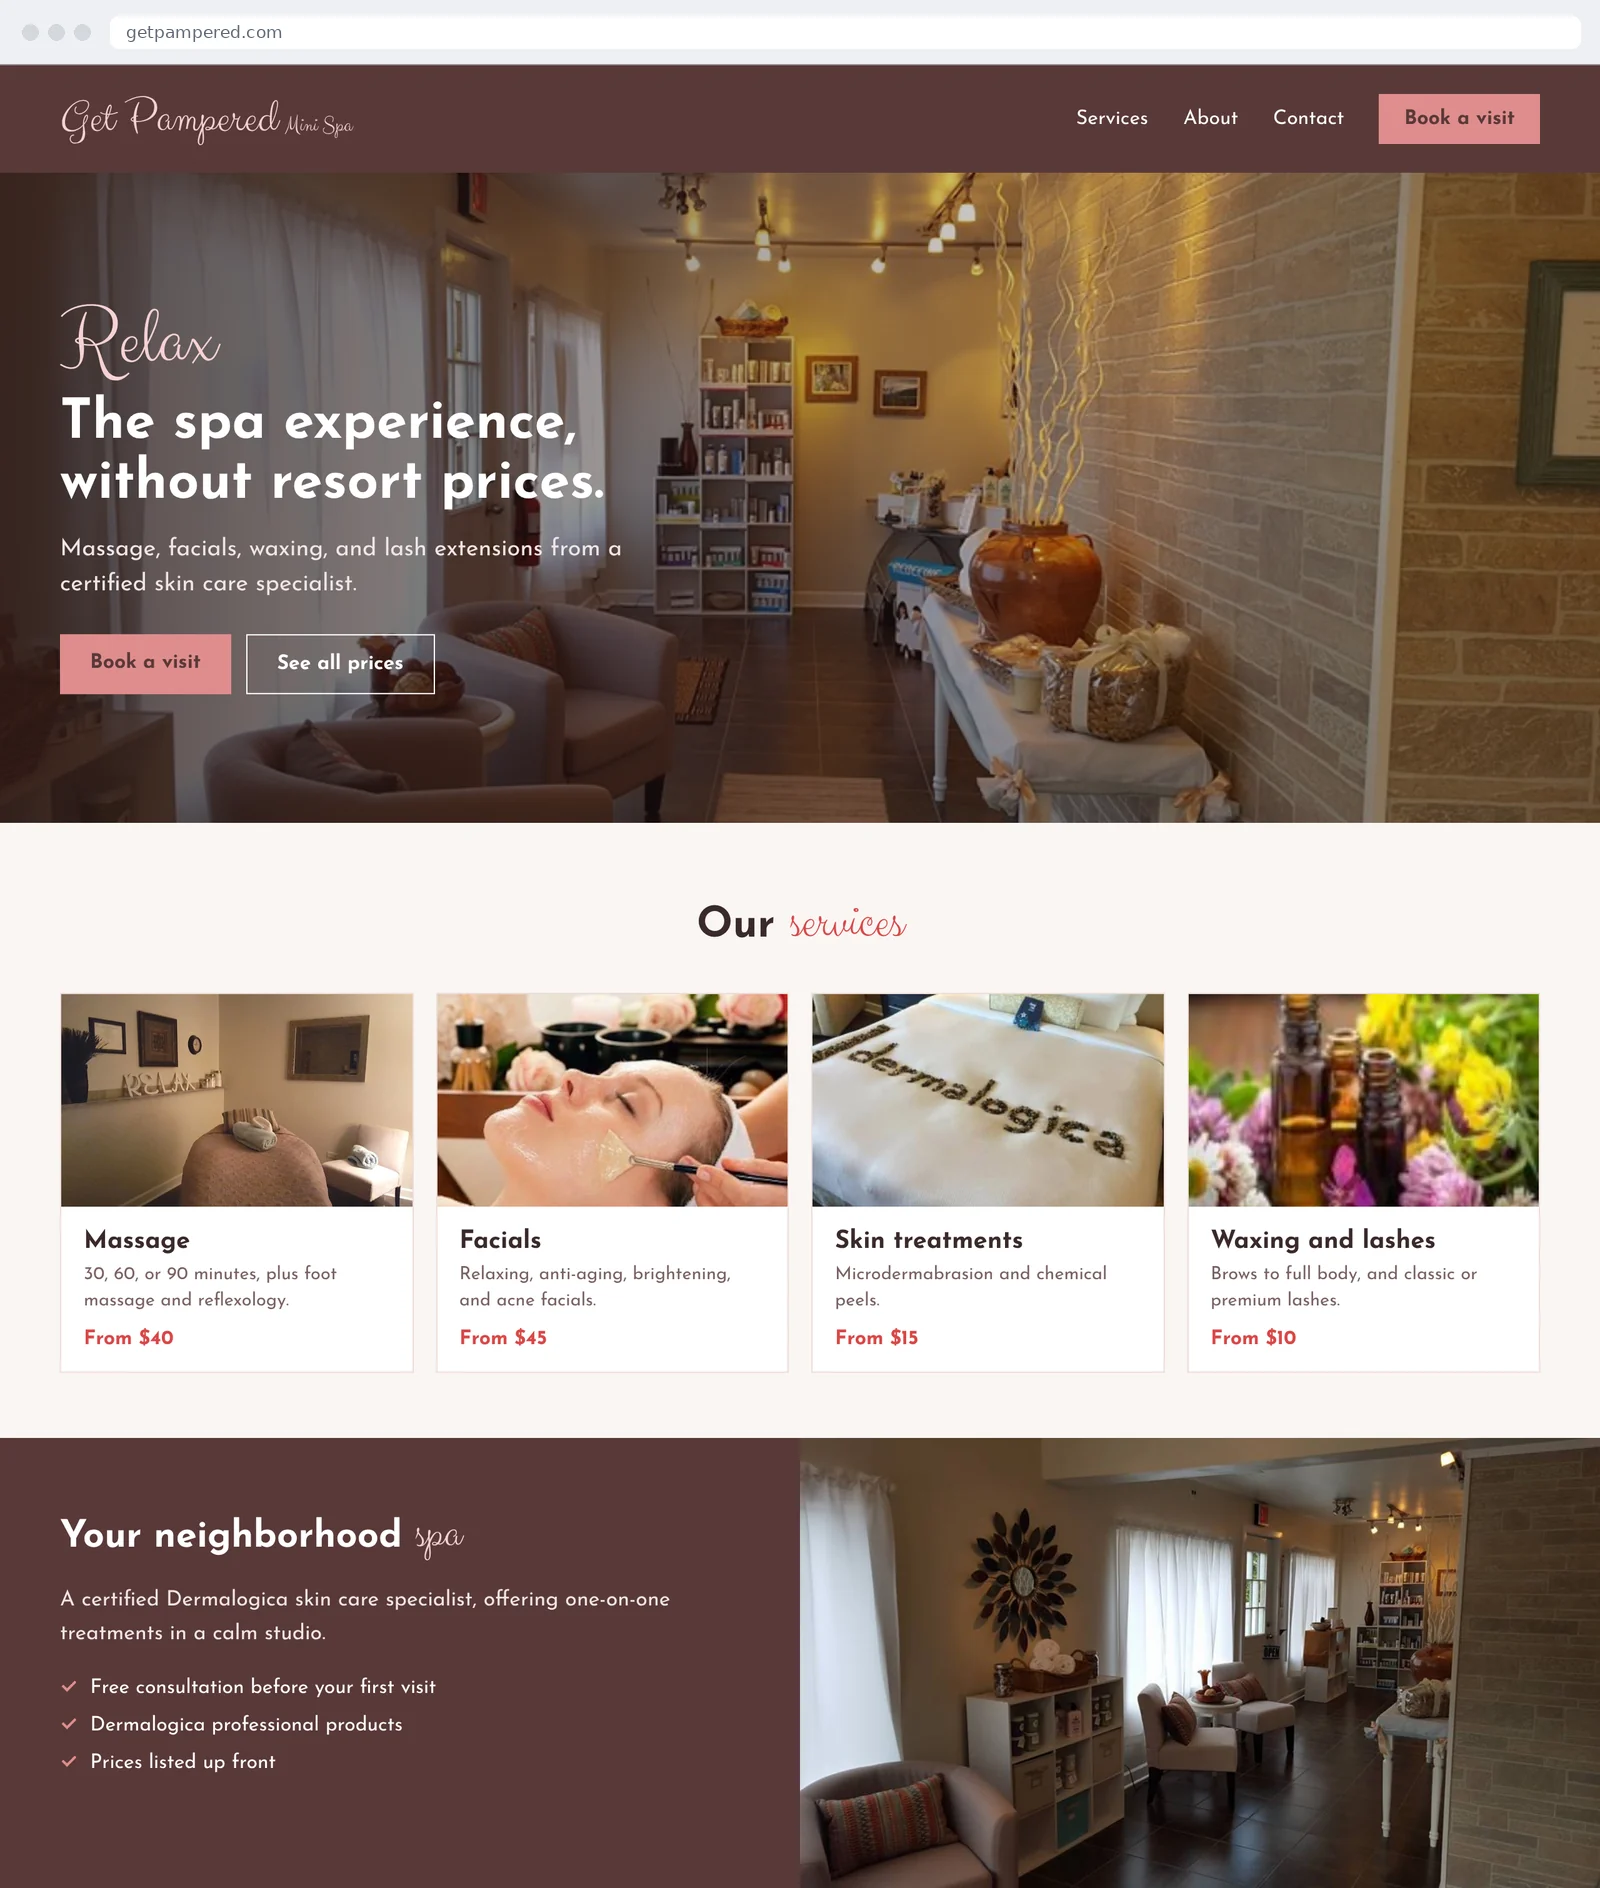 getpampered.com
Get Pampered Mini Spa
Services About Contact Book a visit
Relax
The spa experience,
without resort prices.
Massage, facials, waxing, and lash extensions from a
certified skin care specialist.
Book a visit See all prices
Our services
RELAX
dermalogica
Massage
30, 60, or 90 minutes, plus foot
massage and reflexology.
From $40
Facials
Relaxing, anti-aging, brightening,
and acne facials.
From $45
Skin treatments
Microdermabrasion and chemical
peels.
From $15
Waxing and lashes
Brows to full body, and classic or
premium lashes.
From $10
Your neighborhood spa
A certified Dermalogica skin care specialist, offering one-on-one
treatments in a calm studio.
Free consultation before your first visit
Dermalogica professional products
Prices listed up front
OPEN